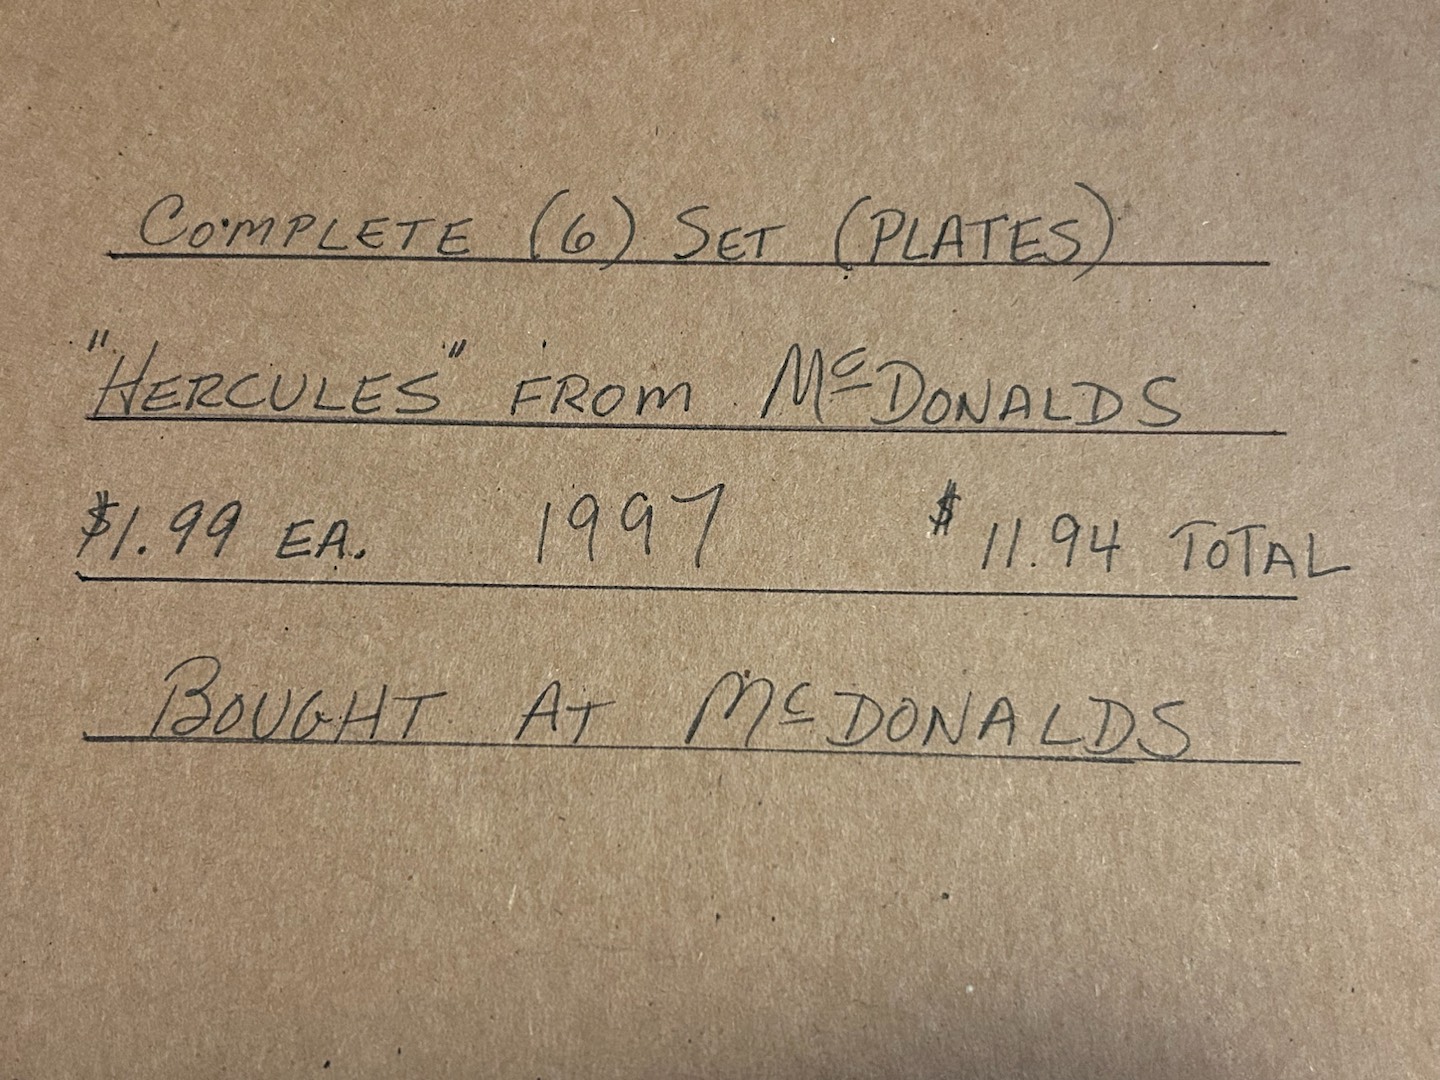 COMPLETE (6) SET (PLATES)
"HERCULES" FROM McDONALDS
$1.99 EA. 1997 $11.94 TOTAL
BOUGHT AT McDONALDS